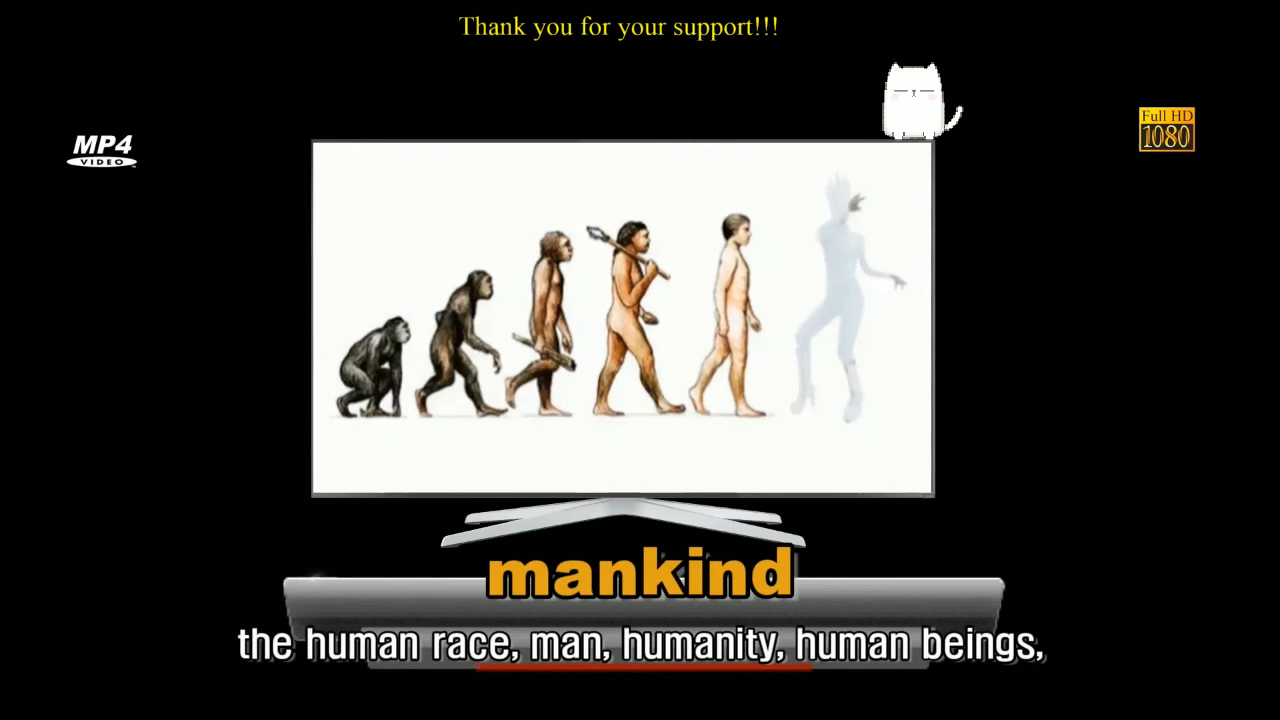 Thank you for your support!!!
MP4
VIDEO
Full HD
1080
mankind
the human race, man, humanity, human beings,